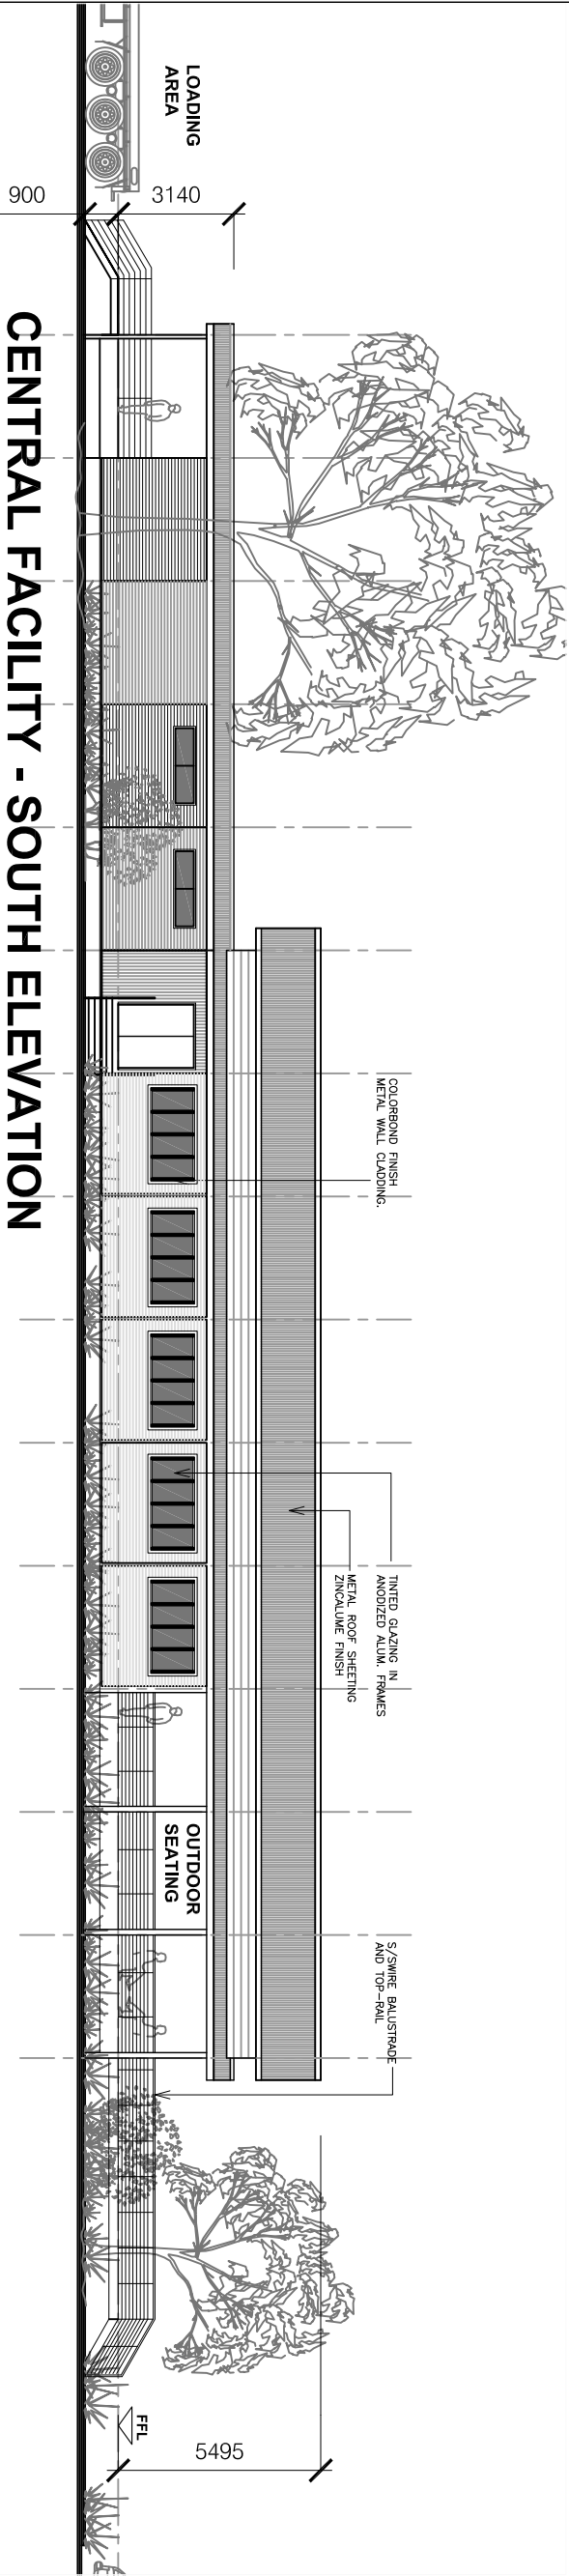 LOADING
AREA
900
3140
COLORBOND FINISH
METAL WALL CLADDING.
TINTED GLAZING IN
ANODIZED ALUM. FRAMES
METAL ROOF SHEETING
ZINCALUME FINISH
OUTDOOR
SEATING
S/SWIRE BALUSTRADE
AND TOP-RAIL
FFL
5495
CENTRAL FACILITY - SOUTH ELEVATION